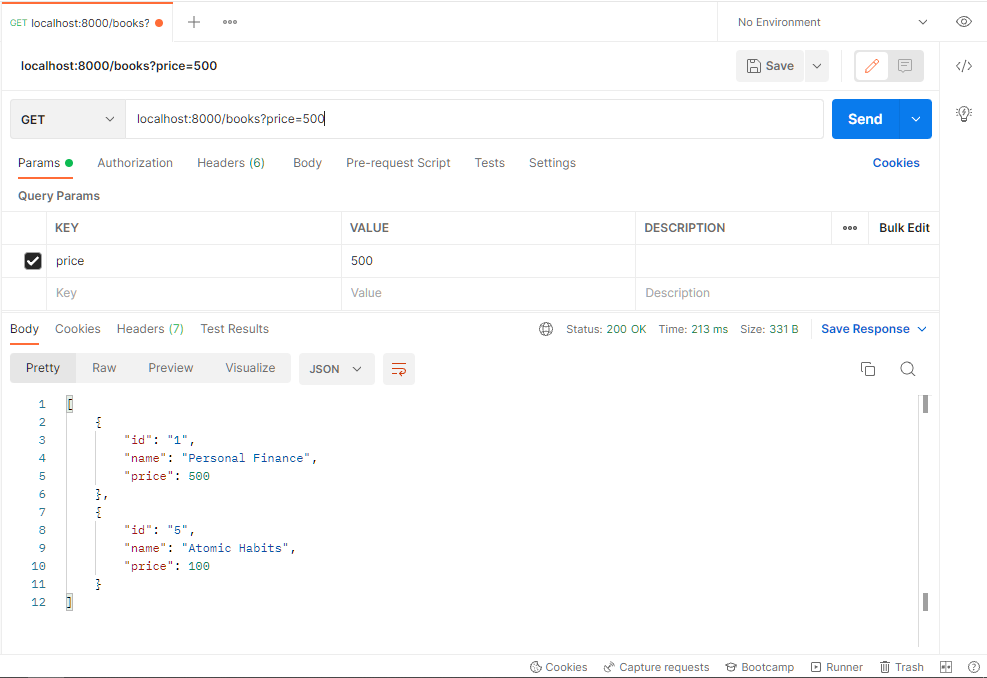 GET localhost:8000/books? No Environment
localhost:8000/books?price=500 Save
GET localhost:8000/books?price=500 Send
Params Authorization Headers (6) Body Pre-request Script Tests Settings Cookies
Query Params
KEY VALUE DESCRIPTION Bulk Edit
price 500
Key Value Description
Body Cookies Headers (7) Test Results Status: 200 OK Time: 213 ms Size: 331 B Save Response
Pretty Raw Preview Visualize JSON
1 [
2 {
3 "id": "1",
4 "name": "Personal Finance",
5 "price": 500
6 },
7 {
8 "id": "5",
9 "name": "Atomic Habits",
10 "price": 100
11 }
12 ]
Cookies Capture requests Bootcamp Runner Trash